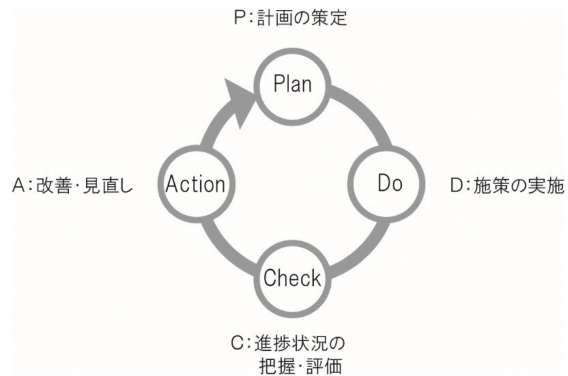 P:計画の策定
Plan
A:改善・見直し
Action
Do
D:施策の実施
Check
C:進捗状況の
把握・評価